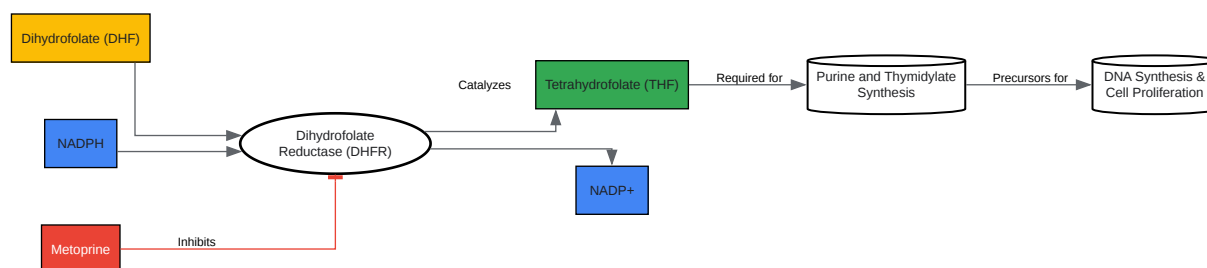 Dihydrofolate (DHF)
NADPH
Metoprine
Inhibits
Dihydrofolate
Reductase (DHFR)
Catalyzes
Tetrahydrofolate (THF)
NADP+
Required for
Purine and Thymidylate
Synthesis
Precursors for
DNA Synthesis &
Cell Proliferation